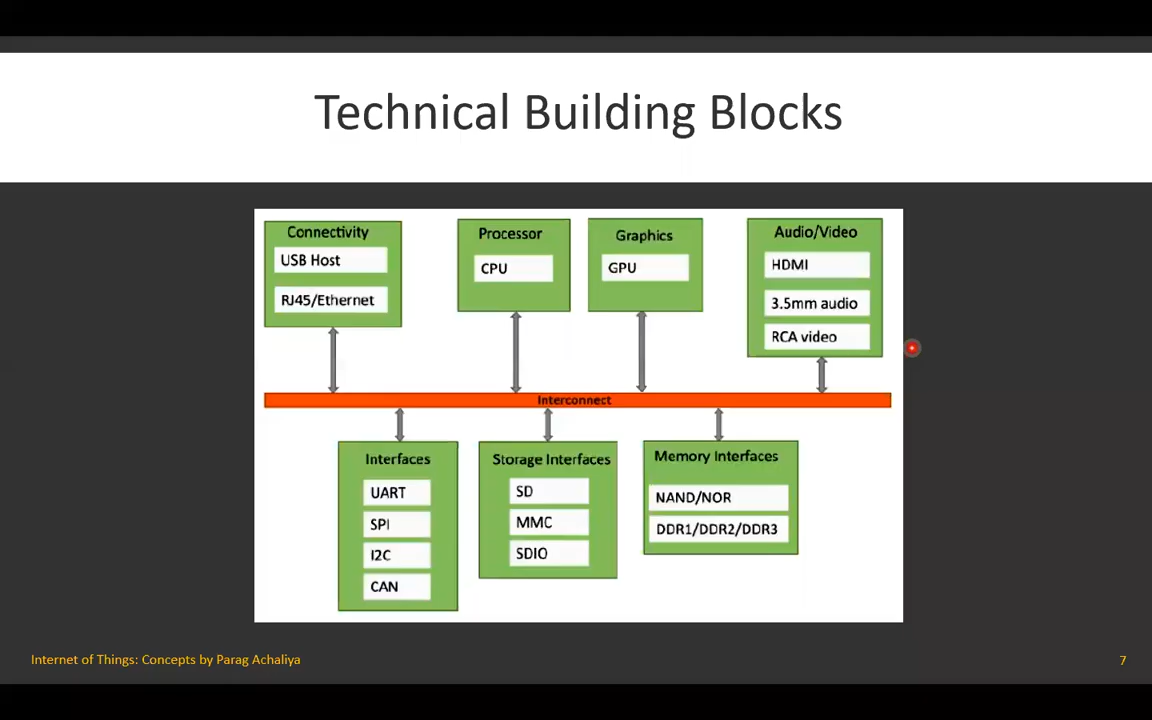 Technical Building Blocks
Connectivity
USB Host
RJ45/Ethernet
Processor
CPU
Graphics
GPU
Audio/Video
HDMI
3.5mm audio
RCA video
Interconnect
Interfaces
UART
SPI
I2C
CAN
Storage Interfaces
SD
MMC
SDIO
Memory Interfaces
NAND/NOR
DDR1/DDR2/DDR3
Internet of Things: Concepts by Parag Achaliya
7